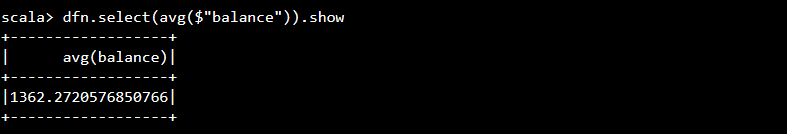 scala> dfn.select(avg($"balance")).show
+------------------+
|      avg(balance)|
+------------------+
|1362.2720576850766|
+------------------+